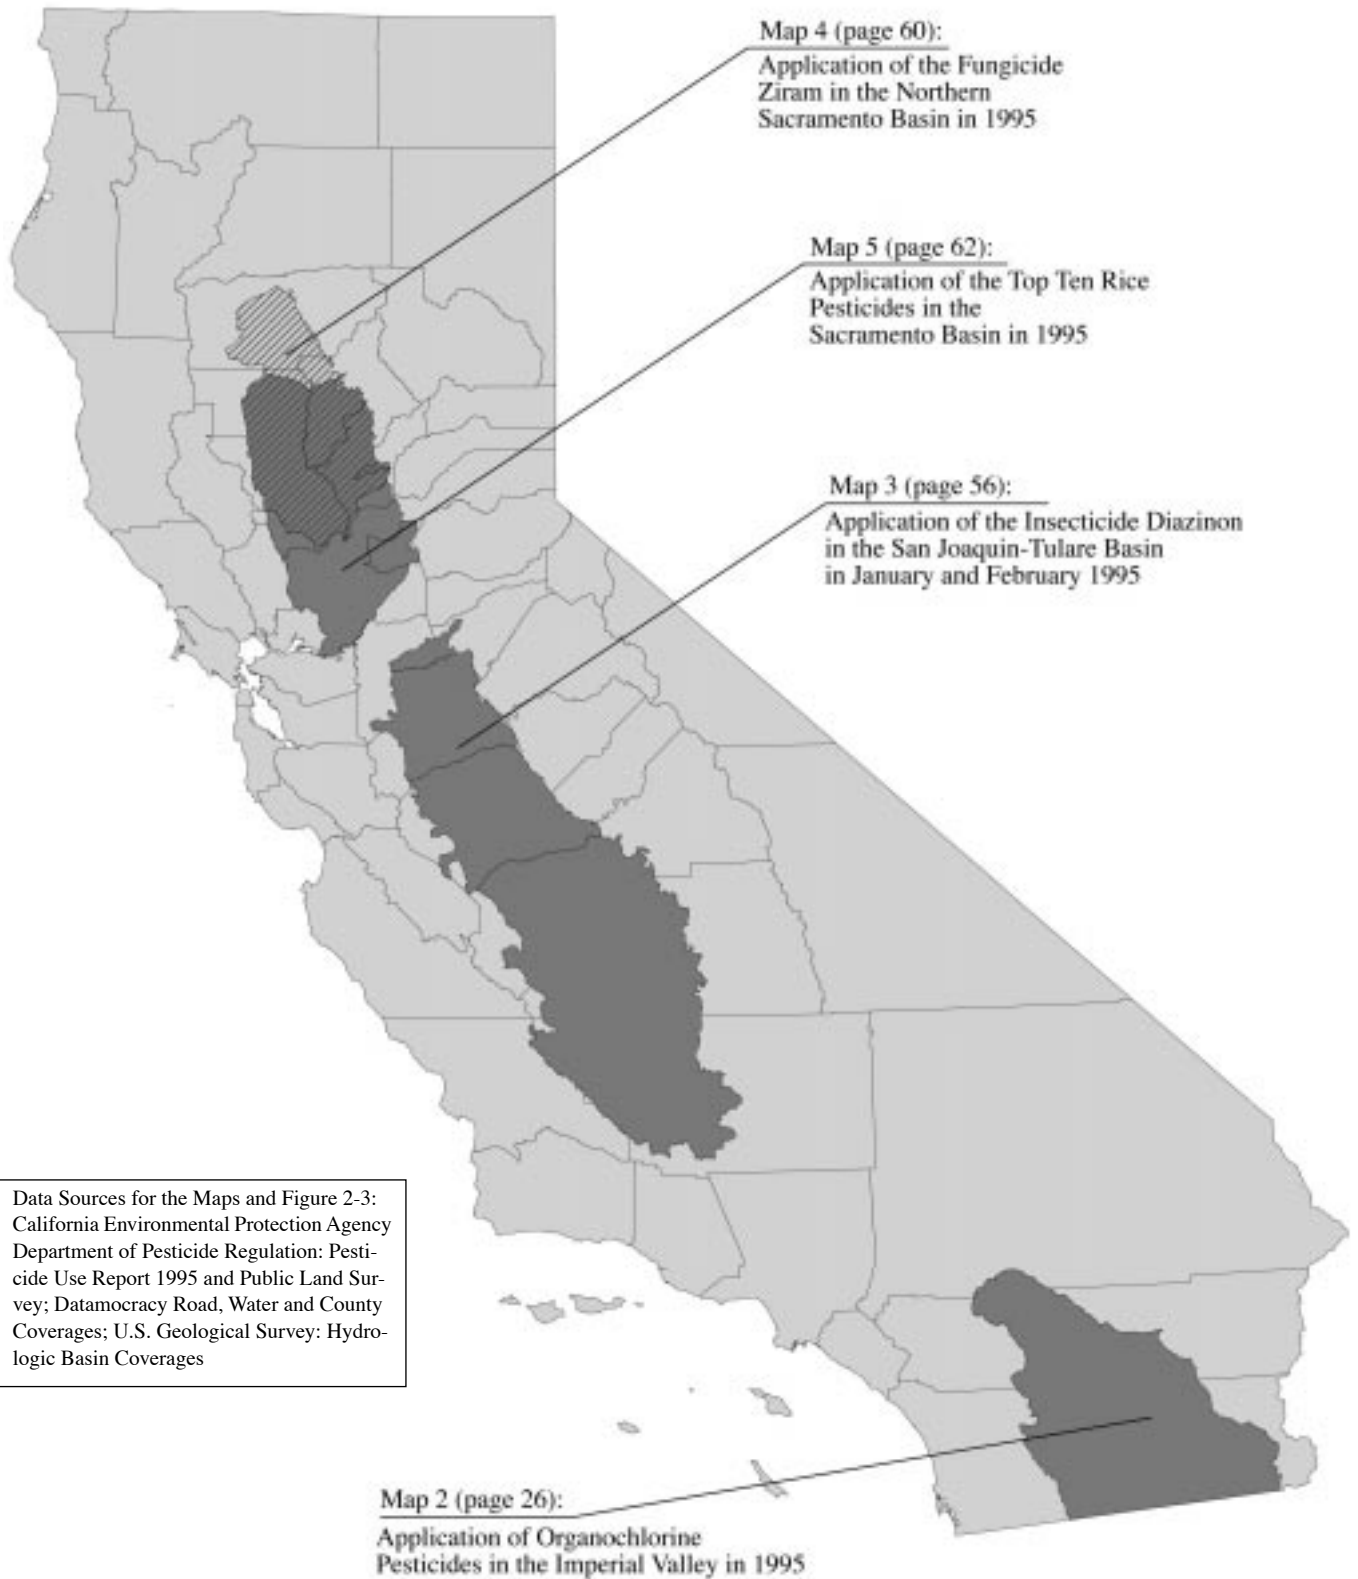 Map 4 (page 60):
Application of the Fungicide
Ziram in the Northern
Sacramento Basin in 1995
Map 5 (page 62):
Application of the Top Ten Rice
Pesticides in the
Sacramento Basin in 1995
Map 3 (page 56):
Application of the Insecticide Diazinon
in the San Joaquin-Tulare Basin
in January and February 1995
Data Sources for the Maps and Figure 2-3:
California Environmental Protection Agency
Department of Pesticide Regulation: Pesti-
cide Use Report 1995 and Public Land Sur-
vey; Datamocracy Road, Water and County
Coverages; U.S. Geological Survey: Hydro-
logic Basin Coverages
Map 2 (page 26):
Application of Organochlorine
Pesticides in the Imperial Valley in 1995